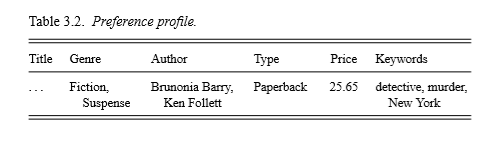 Table 3.2. Preference profile.
Title Genre Author Type Price Keywords
. . . Fiction, Brunonia Barry, Paperback 25.65 detective, murder,
Suspense Ken Follett New York